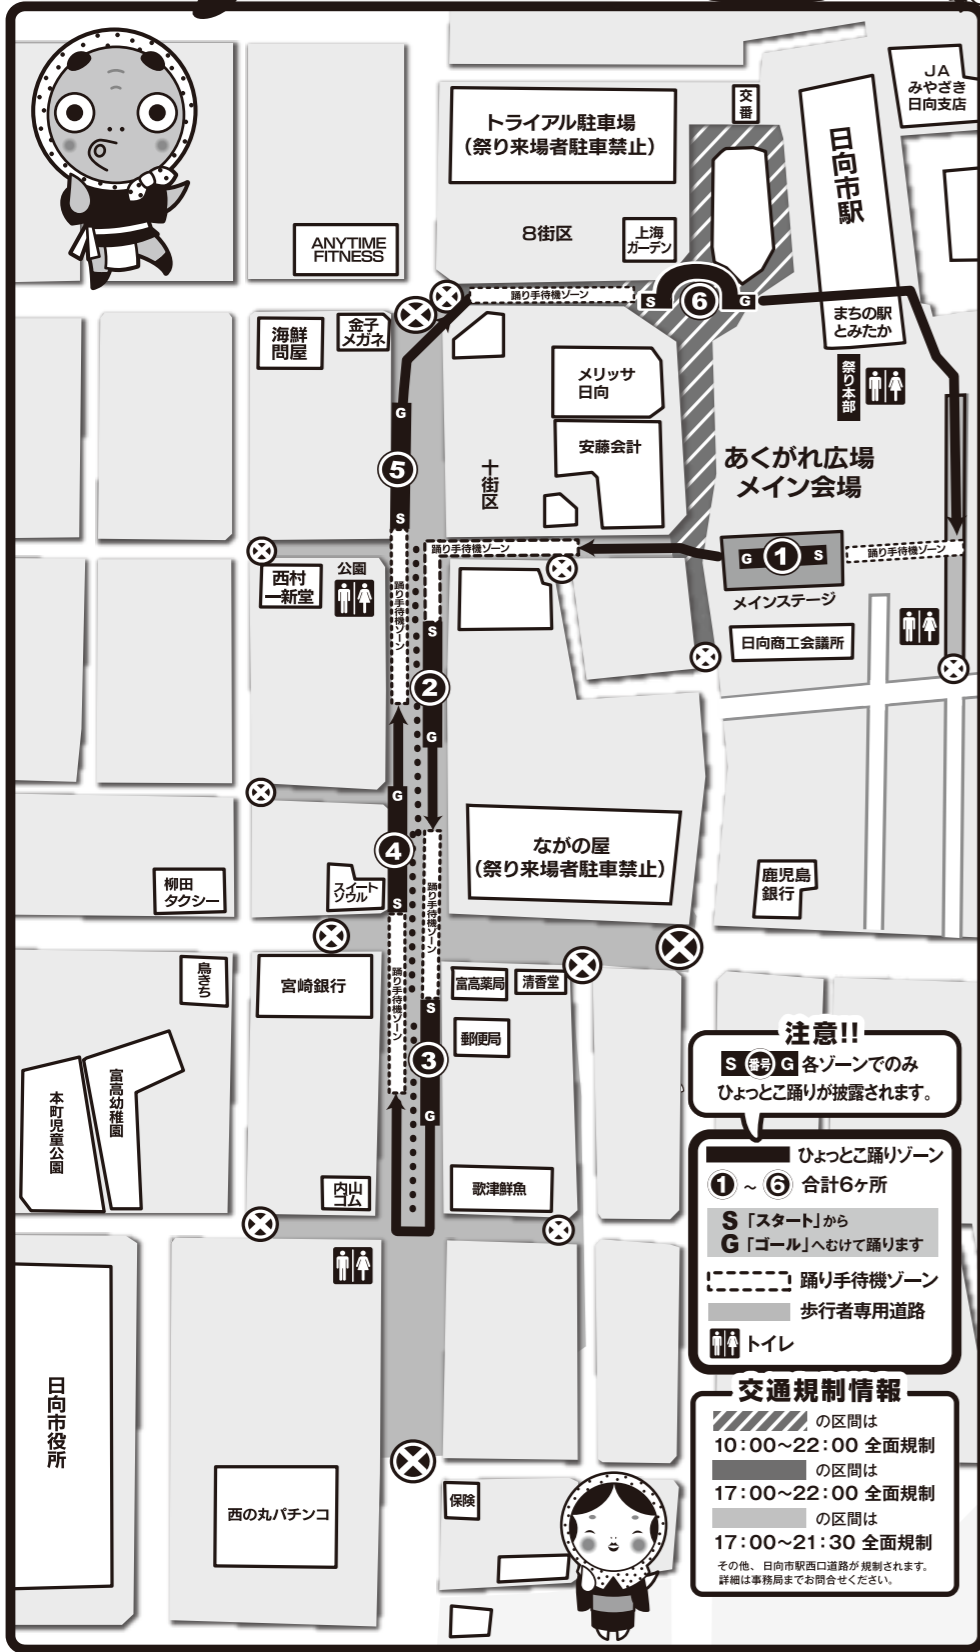 JA
みやざき
日向支店
交番
トライアル駐車場
（祭り来場者駐車禁止）
日向市駅
8街区
上海
ガーデン
ANYTIME
FITNESS
踊り手待機ゾーン
S
6
G
まちの駅
とみたか
海鮮
問屋
金子
メガネ
祭り本部
メリッサ
日向
G
5
S
安藤会計
十街区
あくがれ広場
メイン会場
踊り手待機ゾーン
G
1
S
踊り手待機ゾーン
メインステージ
西村
一新堂
公園
踊り手待機ゾーン
S
2
G
日向商工会議所
G
4
S
ながの屋
（祭り来場者駐車禁止）
柳田
タクシー
スイート
ソウル
踊り手待機ゾーン
鹿児島
銀行
鳥きち
宮崎銀行
踊り手待機ゾーン
富高薬局
清香堂
S
3
G
郵便局
本町児童公園
富高幼稚園
内山
ゴム
歌津鮮魚
日向市役所
西の丸パチンコ
保険
注意!!
S 番号 G 各ゾーンでのみ
ひょっとこ踊りが披露されます。
ひょっとこ踊りゾーン
1 ～ 6 合計6ヶ所
S 「スタート」から
G 「ゴール」へむけて踊ります
踊り手待機ゾーン
歩行者専用道路
トイレ
交通規制情報
の区間は
10：00〜22：00 全面規制
の区間は
17：00〜22：00 全面規制
の区間は
17：00〜21：30 全面規制
その他、日向市駅西口道路が規制されます。
詳細は事務局までお問合せください。